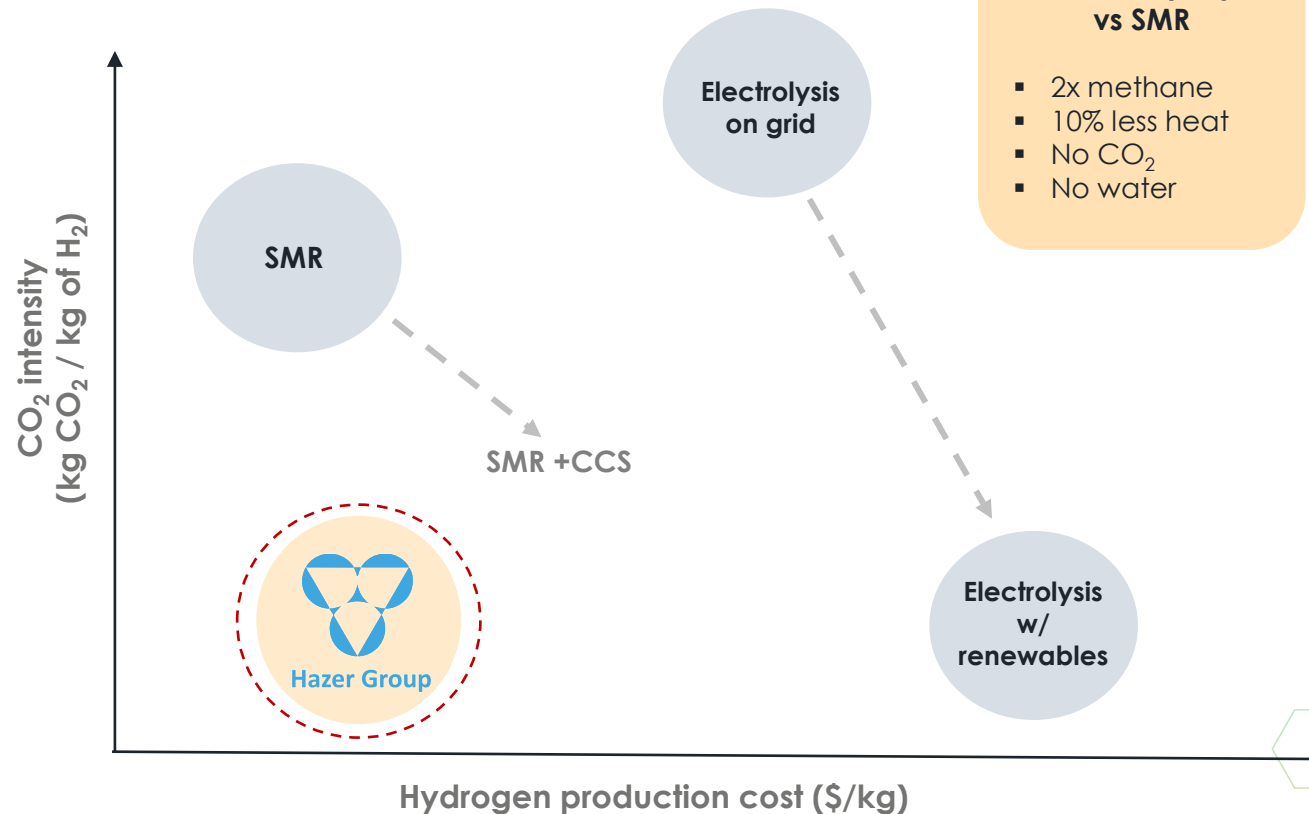 vs SMR
▪ 2x methane
▪ 10% less heat
▪ No CO₂
▪ No water
Electrolysis
on grid
SMR
CO₂ intensity
(kg CO₂ / kg of H₂)
SMR +CCS
Hazer Group
Electrolysis
w/
renewables
Hydrogen production cost ($/kg)